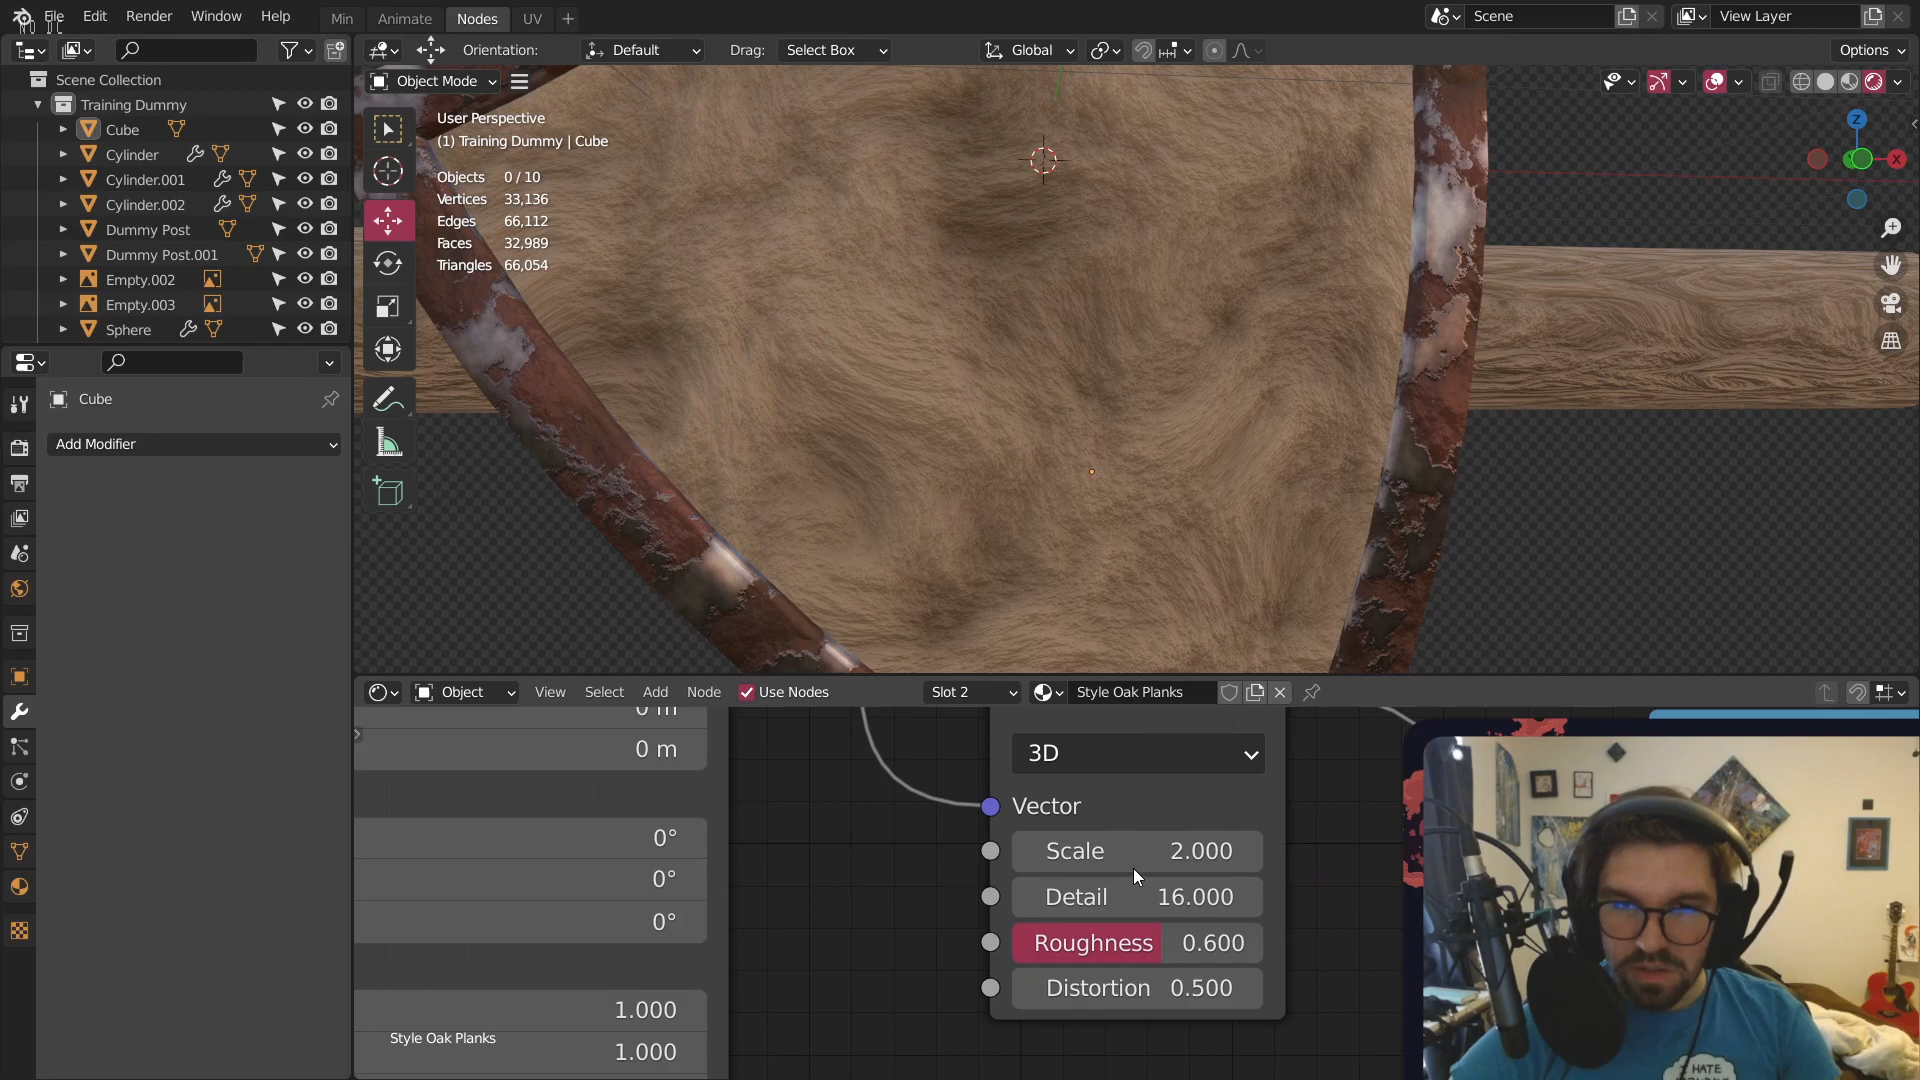 File Edit Render Window Help Min Animate Nodes UV
Scene View Layer
Orientation: Default Drag: Select Box Global Options
Object Mode
Scene Collection
Training Dummy
Cube
Cylinder
Cylinder.001
Cylinder.002
Dummy Post
Dummy Post.001
Empty.002
Empty.003
Sphere
Cube
Add Modifier
User Perspective
(1) Training Dummy | Cube
Objects 0 / 10
Vertices 33,136
Edges 66,112
Faces 32,989
Triangles 66,054
Z
X
Object View Select Add Node Use Nodes Slot 2 Style Oak Planks
0 m
0 m
0°
0°
0°
1.000
1.000
Style Oak Planks
3D
Vector
Scale 2.000
Detail 16.000
Roughness 0.600
Distortion 0.500
I HATE